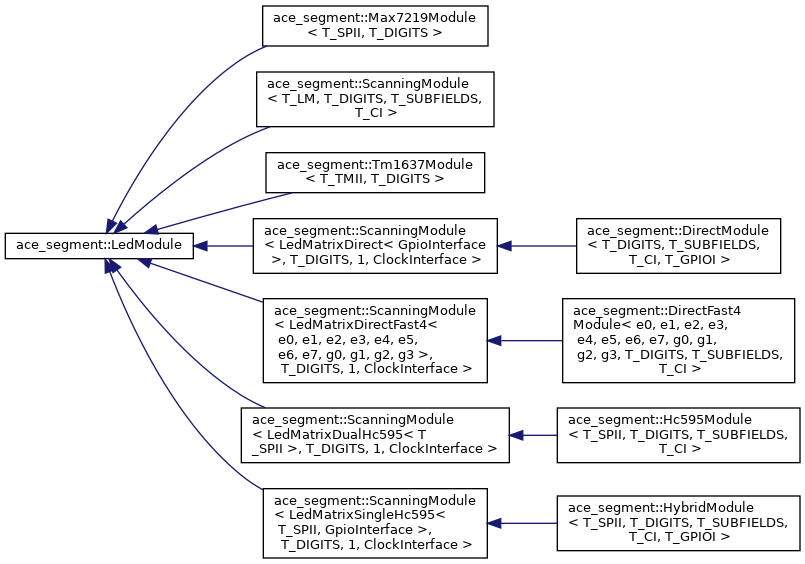 ace_segment::Max7219Module
< T_SPII, T_DIGITS >
ace_segment::ScanningModule
< T_LM, T_DIGITS, T_SUBFIELDS,
T_CI >
ace_segment::Tm1637Module
< T_TMII, T_DIGITS >
ace_segment::LedModule
ace_segment::ScanningModule
< LedMatrixDirect< GpioInterface
>, T_DIGITS, 1, ClockInterface >
ace_segment::DirectModule
< T_DIGITS, T_SUBFIELDS,
T_CI, T_GPIOI >
ace_segment::ScanningModule
< LedMatrixDirectFast4<
e0, e1, e2, e3, e4, e5,
e6, e7, g0, g1, g2, g3 >,
T_DIGITS, 1, ClockInterface >
ace_segment::DirectFast4
Module< e0, e1, e2, e3,
e4, e5, e6, e7, g0, g1,
g2, g3, T_DIGITS, T_SUBFIELDS,
T_CI >
ace_segment::ScanningModule
< LedMatrixDualHc595< T
_SPII >, T_DIGITS, 1, ClockInterface >
ace_segment::Hc595Module
< T_SPII, T_DIGITS, T_SUBFIELDS,
T_CI >
ace_segment::ScanningModule
< LedMatrixSingleHc595<
T_SPII, GpioInterface >,
T_DIGITS, 1, ClockInterface >
ace_segment::HybridModule
< T_SPII, T_DIGITS, T_SUBFIELDS,
T_CI, T_GPIOI >